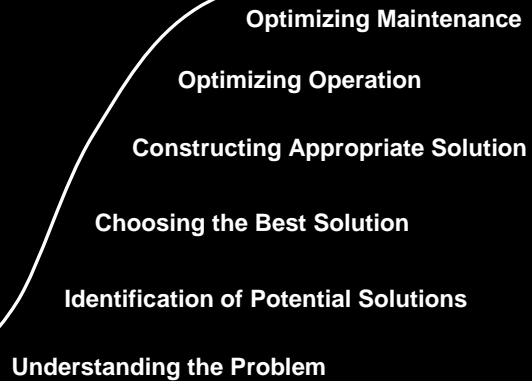 Optimizing Maintenance
Optimizing Operation
Constructing Appropriate Solution
Choosing the Best Solution
Identification of Potential Solutions
Understanding the Problem